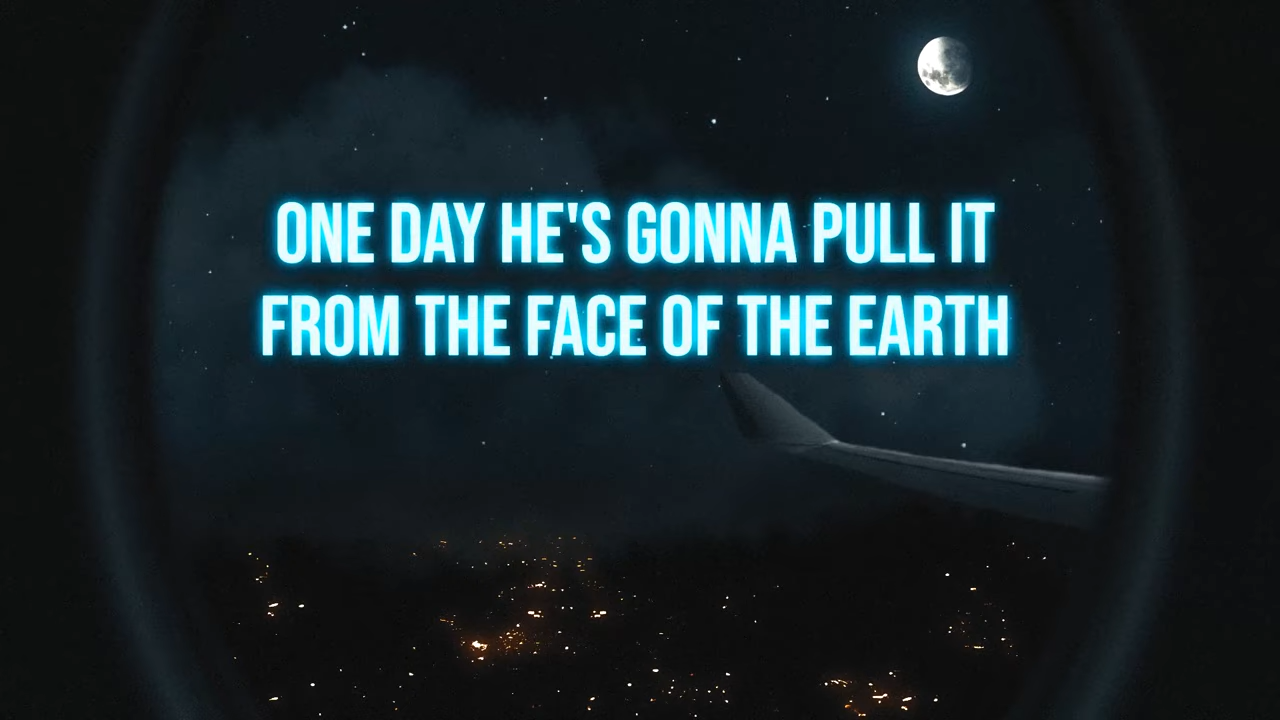 ONE DAY HE'S GONNA PULL IT
FROM THE FACE OF THE EARTH